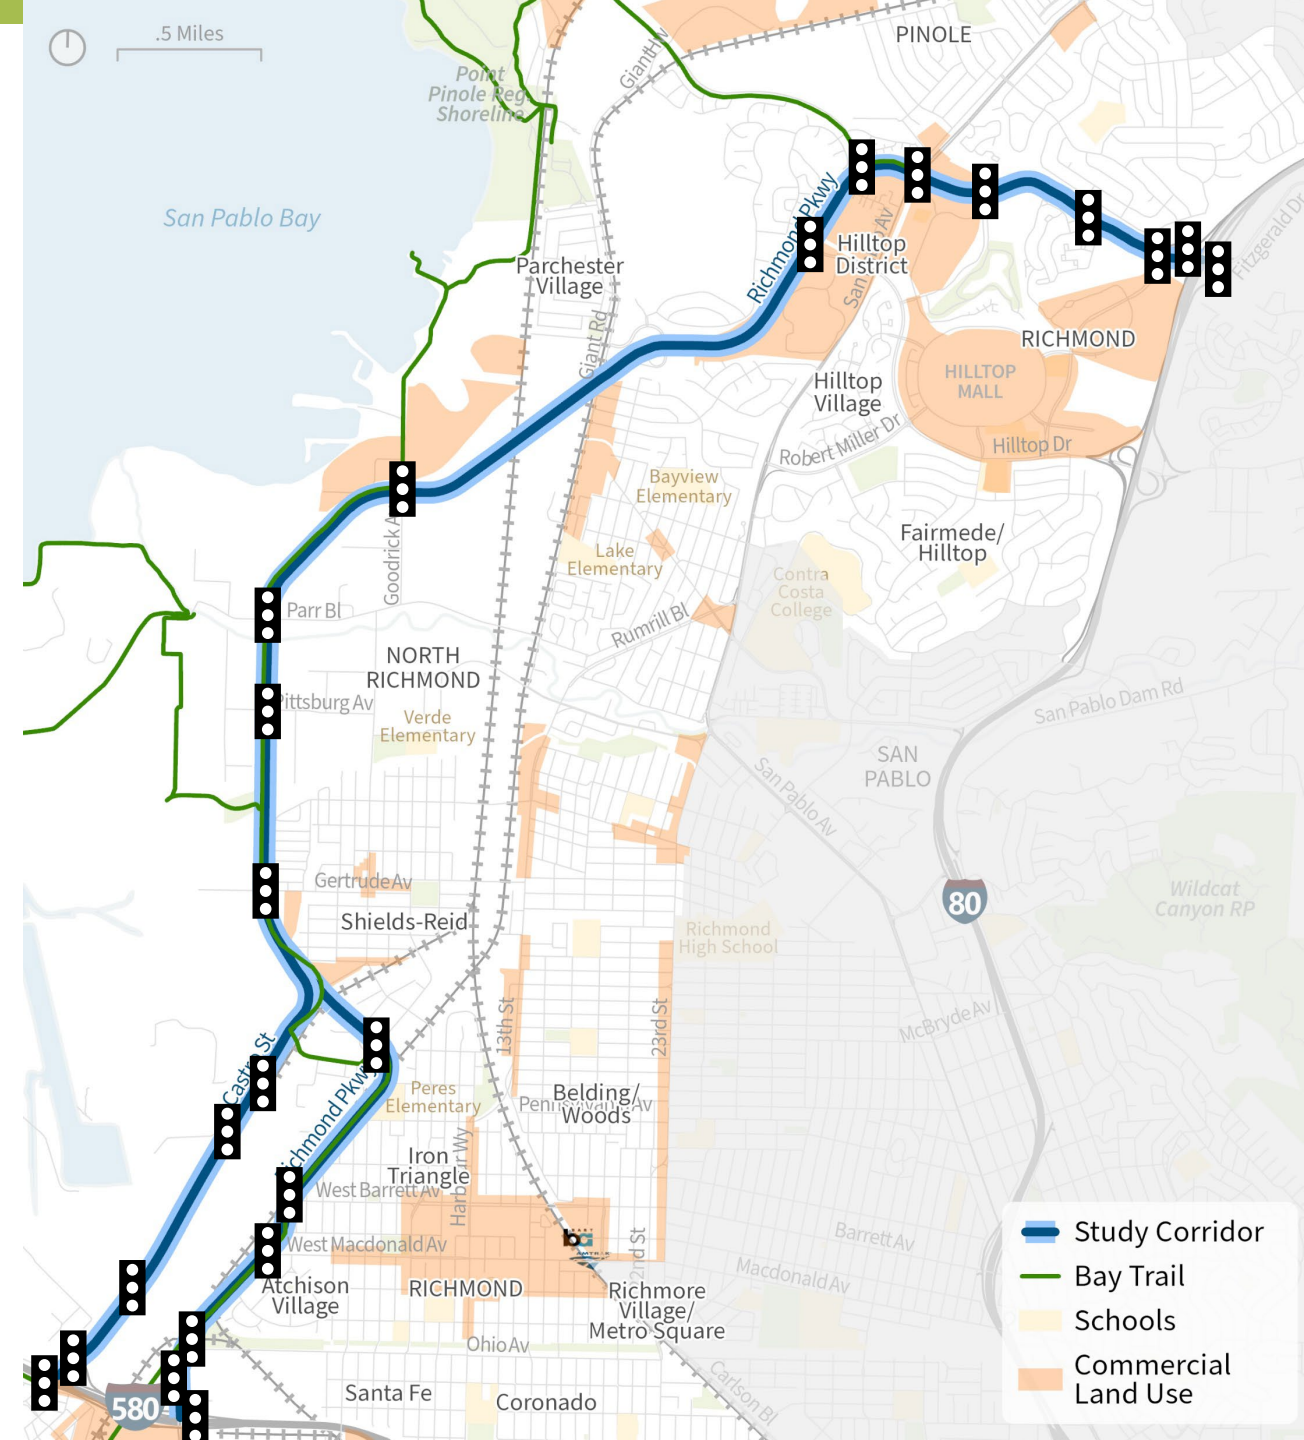 .5 Miles
PINOLE
Giant Hy
Point
Pinole Reg.
Shoreline
San Pablo Bay
Richmond Pkwy
Hilltop
District
San Av
Fitzgerald Dr
Parchester
Village
Giant Rd
RICHMOND
HILLTOP
MALL
Hilltop
Village
Robert Miller Dr
Hilltop Dr
Bayview
Elementary
Goodrick A
Lake
Elementary
Fairmede/
Hilltop
Contra
Costa
College
Parr Bl
Rumrill Bl
NORTH
RICHMOND
Pittsburg Av
Verde
Elementary
San Pablo Dam Rd
SAN
PABLO
San Pablo Av
Gertrude Av
Shields-Reid
80
Wildcat
Canyon RP
Richmond
High School
13th St
23rd St
McBryde Av
Castro St
Richmond Pkwy
Peres
Elementary
Belding/
Woods
Pennsylvania Av
Iron
Triangle
West Barrett Av
Harbour Wy
West Macdonald Av
ba
AMTRAK
22nd St
Barrett Av
Macdonald Av
Atchison
Village
RICHMOND
Richmore
Village/
Metro Square
Ohio Av
Santa Fe
Coronado
Carlson Bl
580
Study Corridor
Bay Trail
Schools
Commercial
Land Use